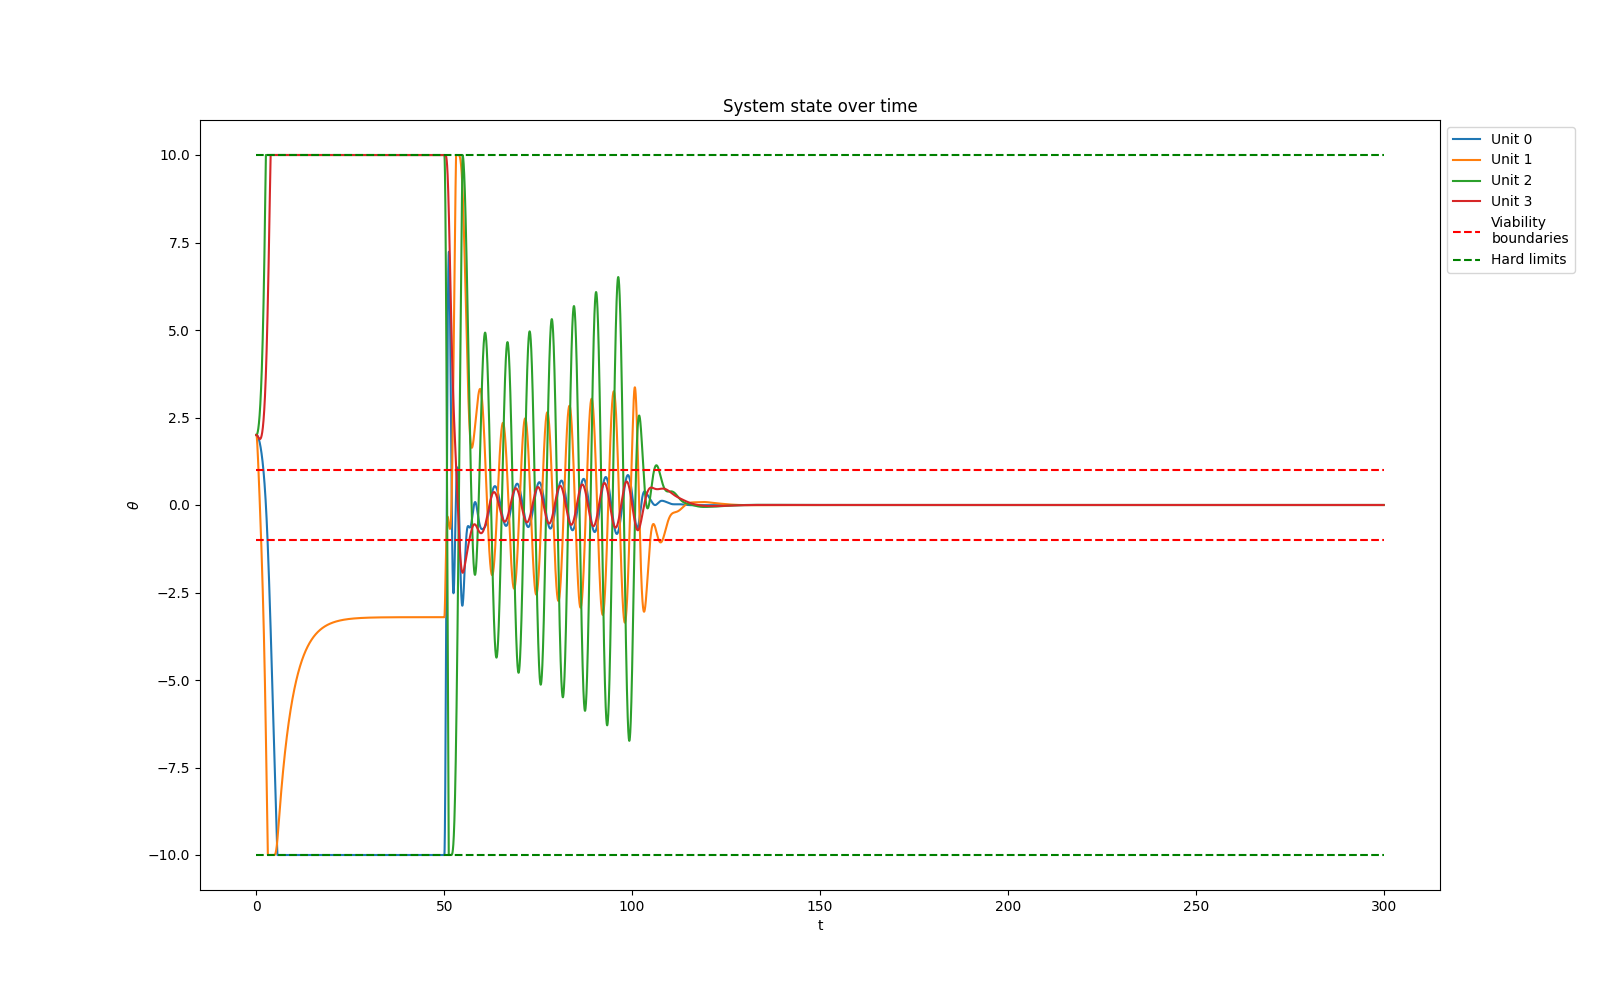 System state over time
10.0
7.5
5.0
2.5
0.0
−2.5
−5.0
−7.5
−10.0
θ
0
50
100
150
200
250
300
t
Unit 0
Unit 1
Unit 2
Unit 3
Viability
boundaries
Hard limits